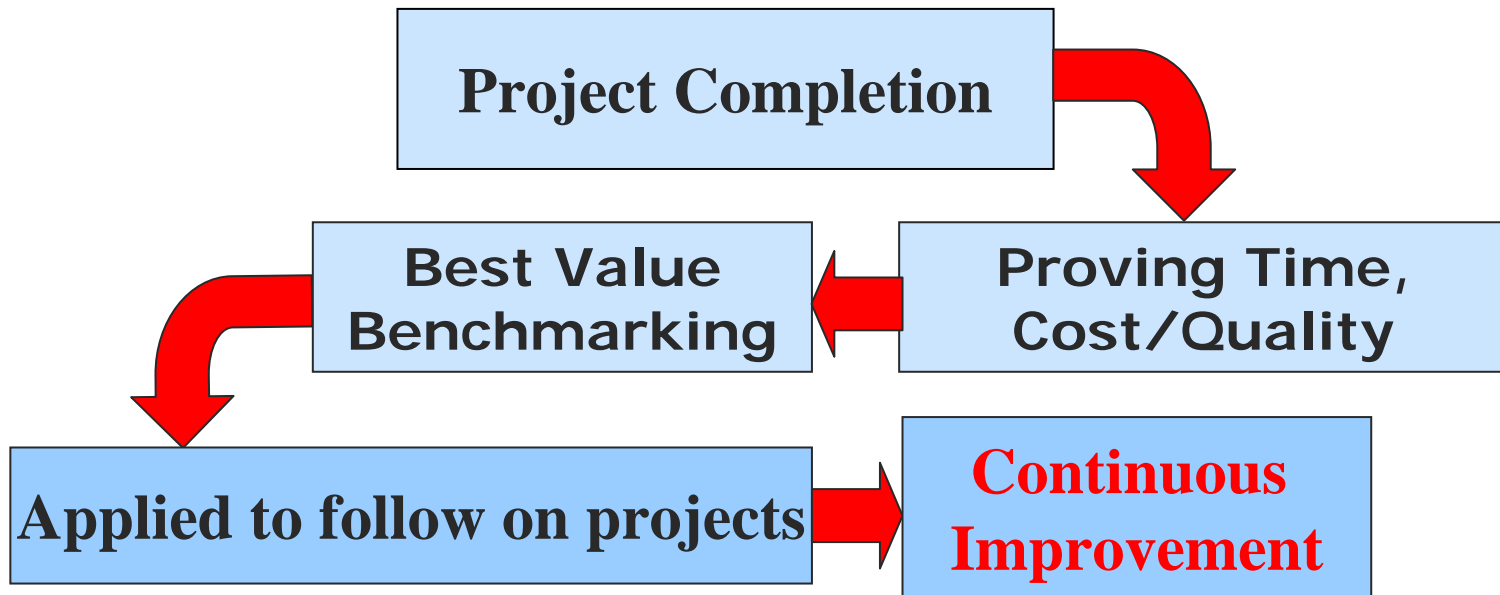 Project Completion
Proving Time,
Cost/Quality
Best Value
Benchmarking
Applied to follow on projects
Continuous
Improvement